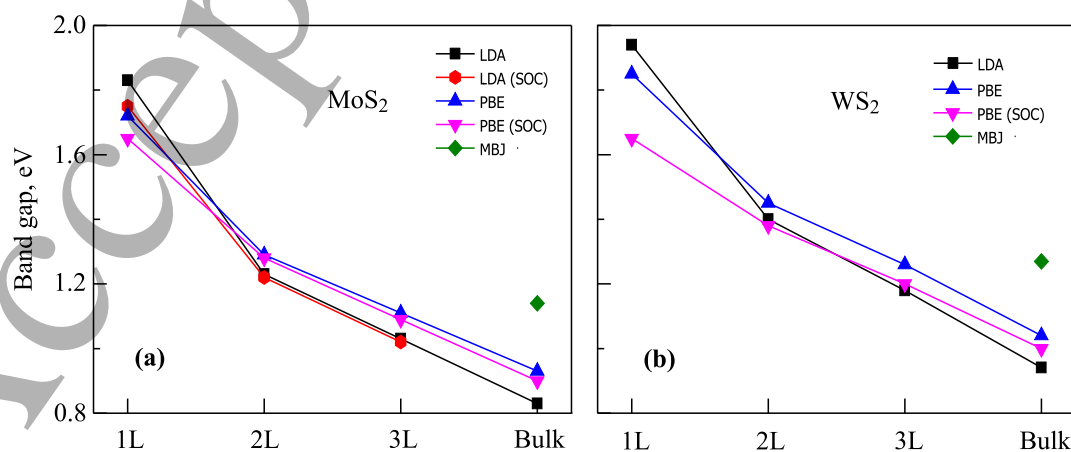 2.0
1.6
1.2
0.8
Band gap, eV
LDA
LDA (SOC)
PBE
PBE (SOC)
MBJ
MoS₂
(a)
1L 2L 3L Bulk
LDA
PBE
PBE (SOC)
MBJ
WS₂
(b)
1L 2L 3L Bulk